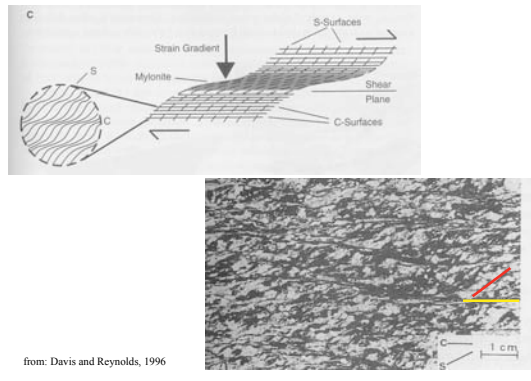 C
S-Surfaces
Strain Gradient
Mylonite
S
Shear
Plane
C
C-Surfaces
C
1 cm
S
from: Davis and Reynolds, 1996